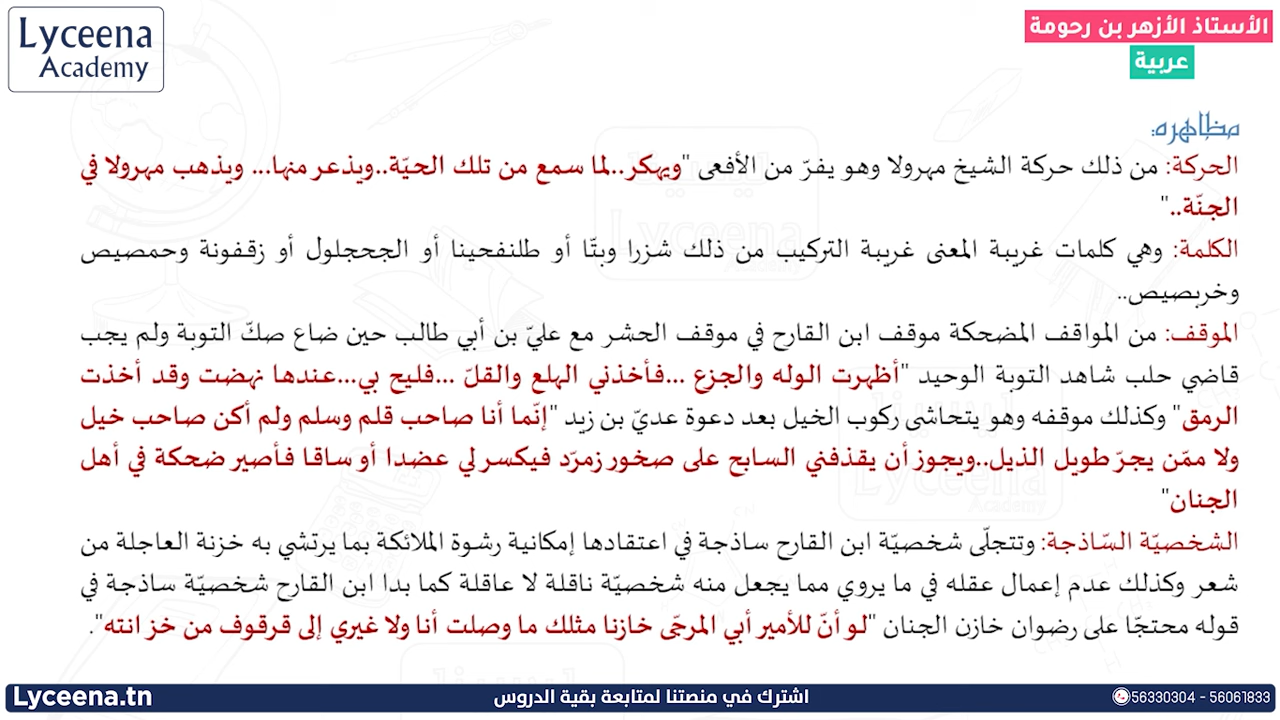 Lyceena
Academy
الأستاذ الأزهر بن رحومة
عربية
مظاهره:
الحركة: من ذلك حركة الشيخ مهرولا وهو يفرّ من الأفعى "ويهكر..لما سمع من تلك الحيّة..ويذعر منها... ويذهب مهرولا في
الجنّة.."
الكلمة: وهي كلمات غريبة المعنى غريبة التركيب من ذلك شزرا وبتّا أو طلنفحينا أو الجحجلول أو زقفونة وحمصيص
وخربصيص..
الموقف: من المواقف المضحكة موقف ابن القارح في موقف الحشر مع عليّ بن أبي طالب حين ضاع صكّ التوبة ولم يجب
قاضي حلب شاهد التوبة الوحيد "أظهرت الوله والجزع ...فأخذني الهلع والقلّ ...فليح بي...عندها نهضت وقد أخذت
الرمق" وكذلك موقفه وهو يتحاشى ركوب الخيل بعد دعوة عديّ بن زيد "إنّما أنا صاحب قلم وسلم ولم أكن صاحب خيل
ولا ممّن يجرّ طويل الذيل..ويجوز أن يقذفني السابح على صخور زمرّد فيكسر لي عضدا أو ساقا فأصير ضحكة في أهل
الجنان"
الشخصيّة السّاذجة: وتتجلّى شخصيّة ابن القارح ساذجة في اعتقادها إمكانية رشوة الملائكة بما يرتشي به خزنة العاجلة من
شعر وكذلك عدم إعمال عقله في ما يروي مما يجعل منه شخصيّة ناقلة لا عاقلة كما بدا ابن القارح شخصيّة ساذجة في
قوله محتجّا على رضوان خازن الجنان "لو أنّ للأمير أبي المرجّى خازنا مثلك ما وصلت أنا ولا غيري إلى قرقوف من خز انته".
Lyceena.tn
اشترك في منصتنا لمتابعة بقية الدروس
56330304 - 56061833